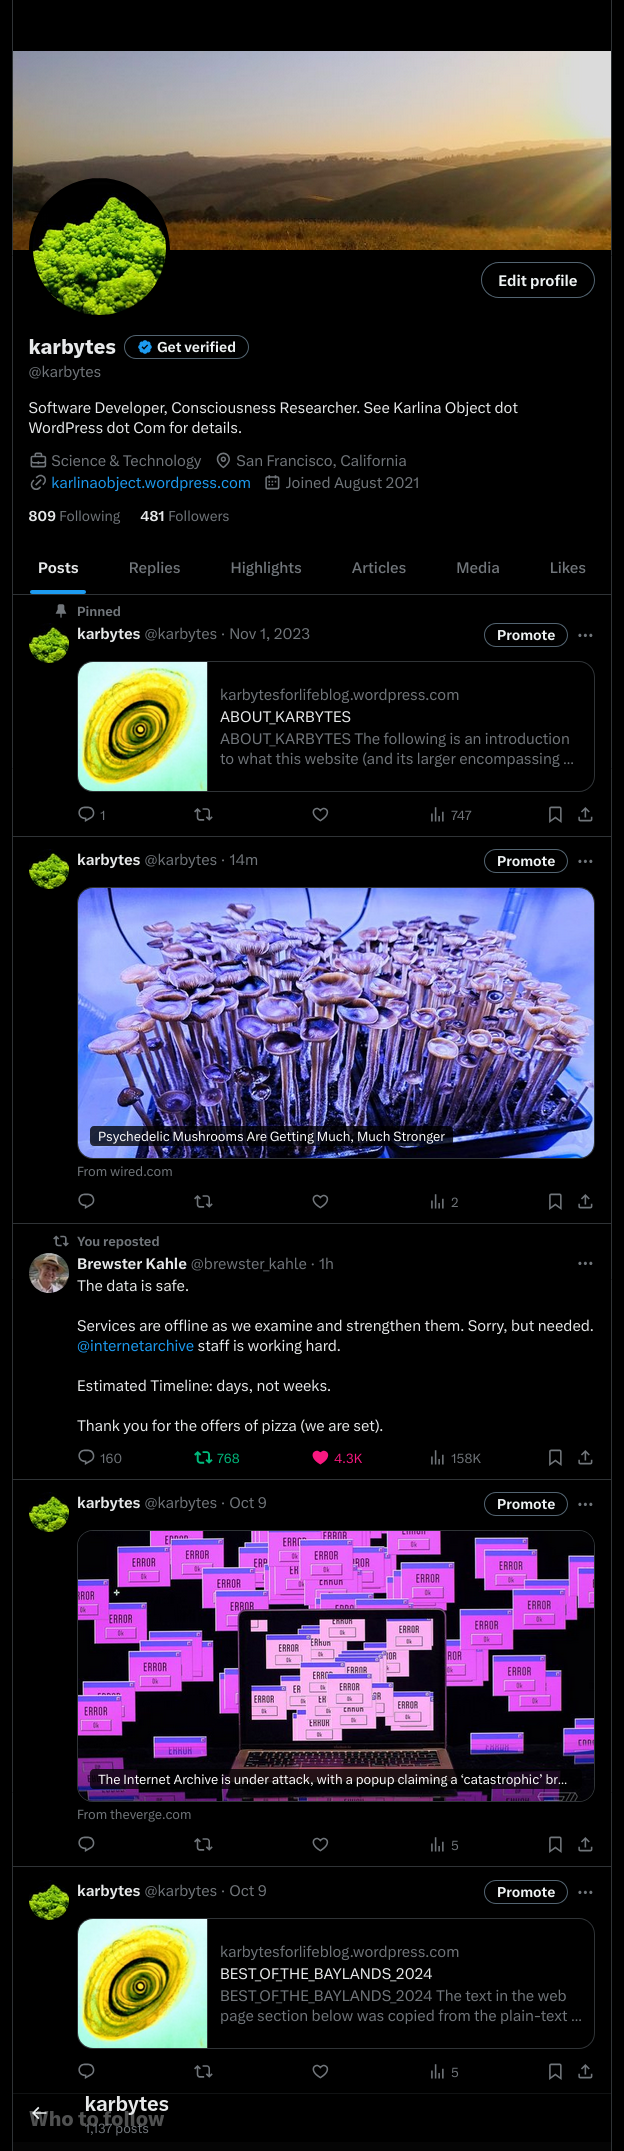 Edit profile
karbytes Get verified
@karbytes
Software Developer, Consciousness Researcher. See Karlina Object dot
WordPress dot Com for details.
Science & Technology San Francisco, California
karlinaobject.wordpress.com Joined August 2021
809 Following 481 Followers
Posts Replies Highlights Articles Media Likes
Pinned
karbytes @karbytes · Nov 1, 2023 Promote
karbytesforlifeblog.wordpress.com
ABOUT_KARBYTES
ABOUT_KARBYTES The following is an introduction
to what this website (and its larger encompassing ...
1 747
karbytes @karbytes · 14m Promote
Psychedelic Mushrooms Are Getting Much, Much Stronger
From wired.com
2
You reposted
Brewster Kahle @brewster_kahle · 1h
The data is safe.
Services are offline as we examine and strengthen them. Sorry, but needed.
@internetarchive staff is working hard.
Estimated Timeline: days, not weeks.
Thank you for the offers of pizza (we are set).
160 768 4.3K 158K
karbytes @karbytes · Oct 9 Promote
ERROR
Ok
The Internet Archive is under attack, with a popup claiming a ‘catastrophic’ br...
From theverge.com
5
karbytes @karbytes · Oct 9 Promote
karbytesforlifeblog.wordpress.com
BEST_OF_THE_BAYLANDS_2024
BEST_OF_THE_BAYLANDS_2024 The text in the web
page section below was copied from the plain-text ...
5
karbytes
Who to follow
1,137 posts